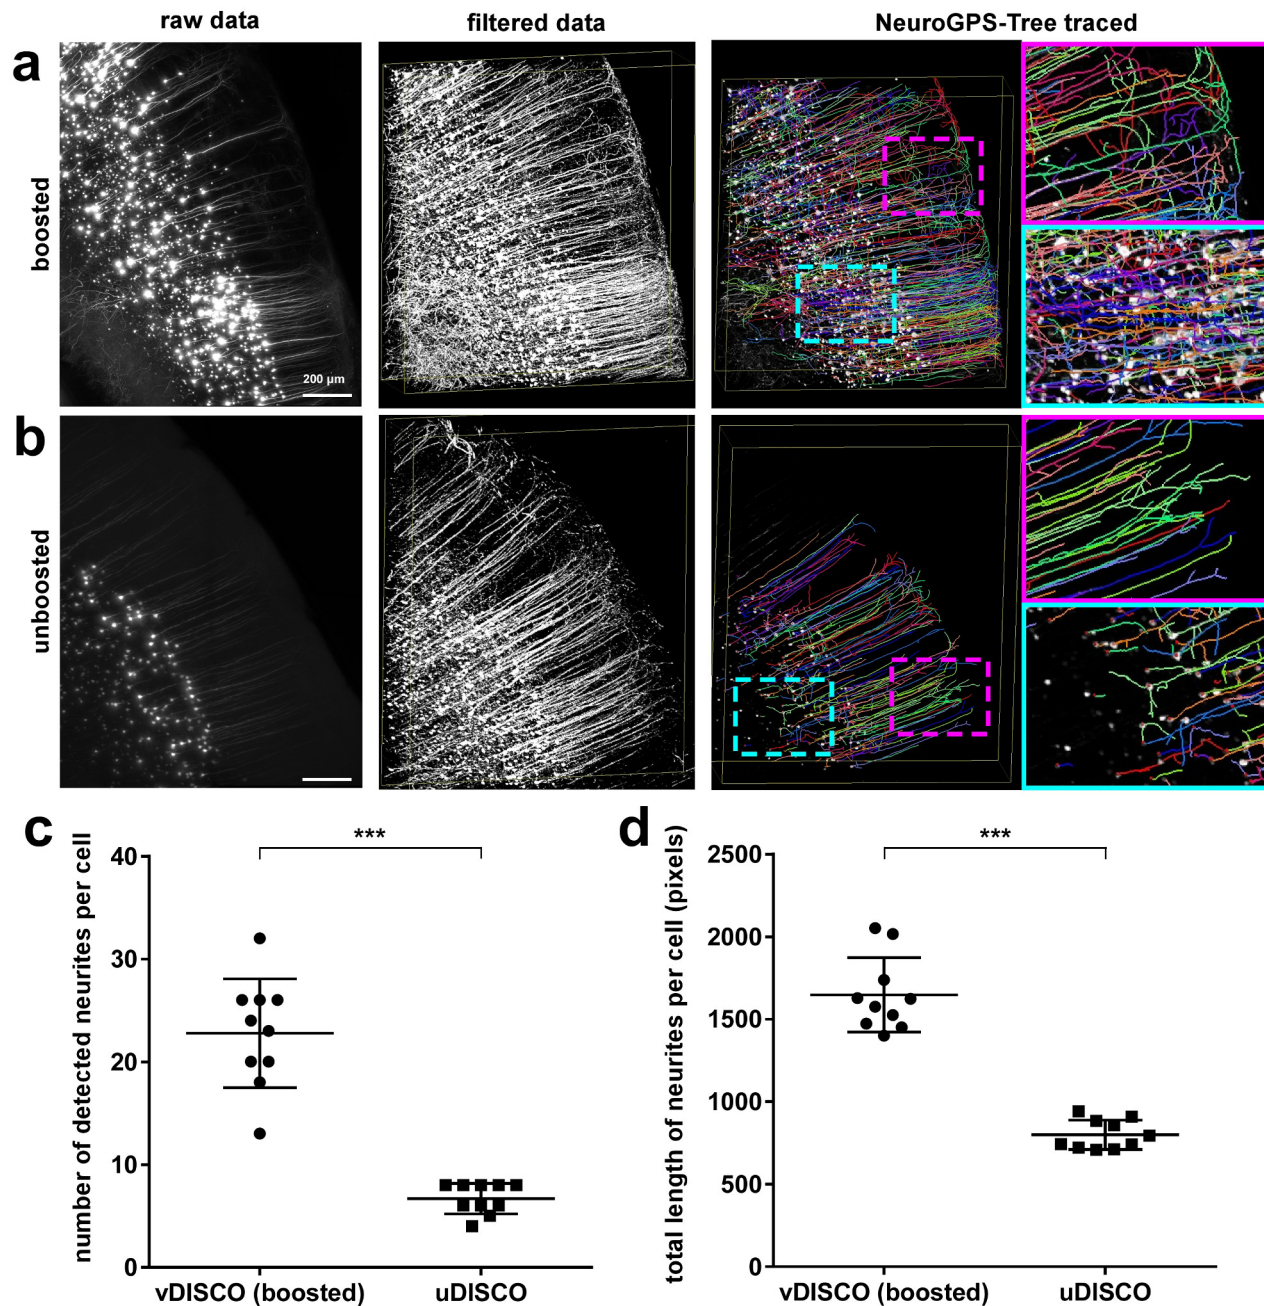 raw data
filtered data
NeuroGPS-Tree traced
a
boosted
200 µm
b
unboosted
c
number of detected neurites per cell
***
40
30
20
10
0
vDISCO (boosted)
uDISCO
d
total length of neurites per cell (pixels)
***
2500
2000
1500
1000
500
0
vDISCO (boosted)
uDISCO